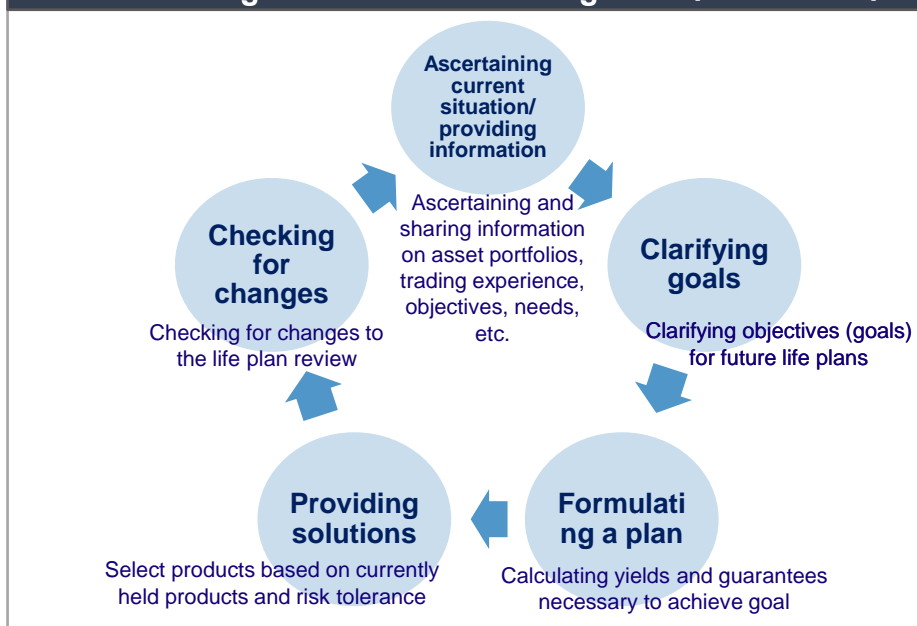 Ascertaining
current
situation/
providing
information
Ascertaining and
sharing information
on asset portfolios,
trading experience,
objectives, needs,
etc.
Clarifying
goals
Clarifying objectives (goals)
for future life plans
Formulati
ng a plan
Calculating yields and guarantees
necessary to achieve goal
Providing
solutions
Select products based on currently
held products and risk tolerance
Checking
for
changes
Checking for changes to
the life plan review